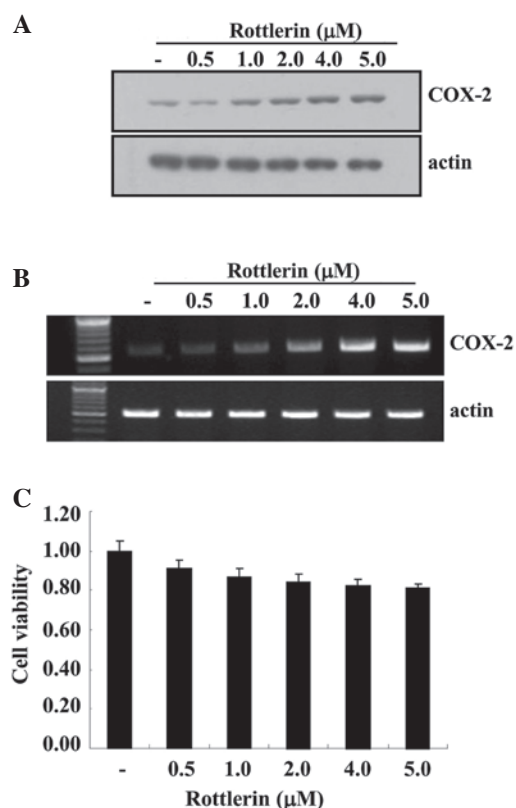 A
Rottlerin (μM)
- 0.5 1.0 2.0 4.0 5.0
COX-2
actin
B
Rottlerin (μM)
- 0.5 1.0 2.0 4.0 5.0
COX-2
actin
C
1.20
1.00
0.80
0.60
0.40
0.20
0.00
Cell viability
- 0.5 1.0 2.0 4.0 5.0
Rottlerin (μM)